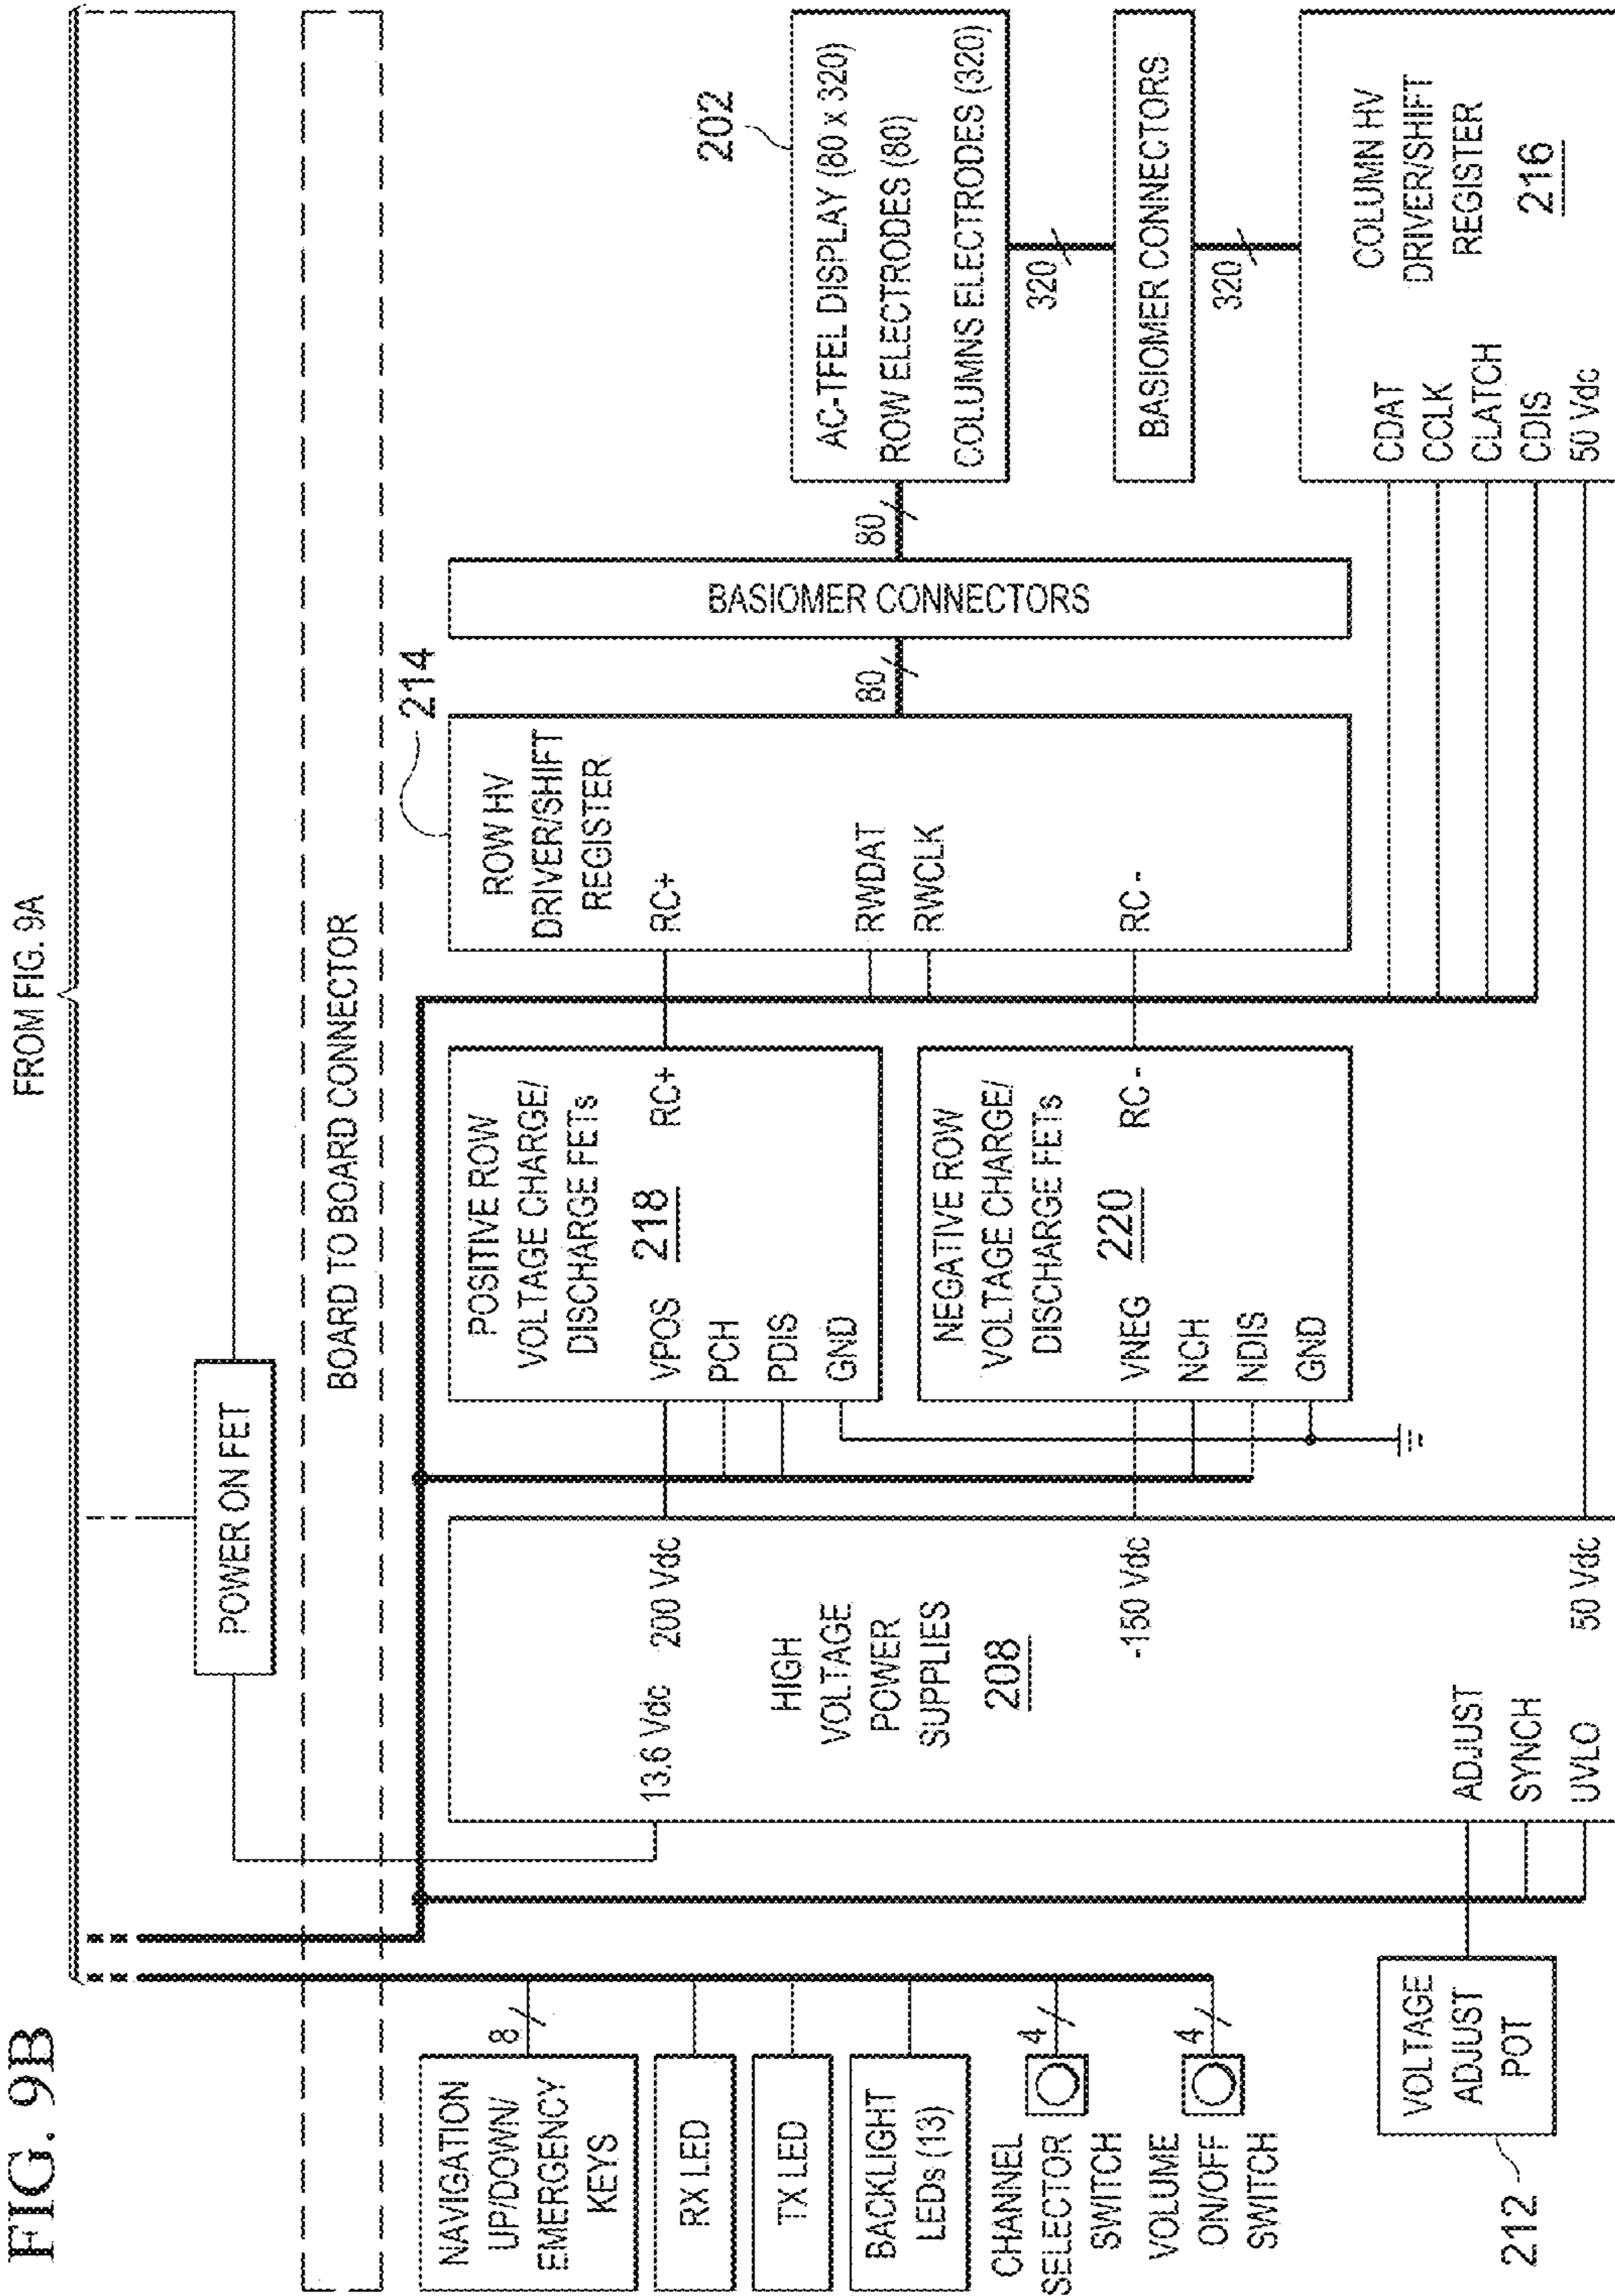 FIG. 9B
FROM FIG. 9A
POWER ON FET
BOARD TO BOARD CONNECTOR
NAVIGATION
UP/DOWN/
EMERGENCY
KEYS
8
RX LED
TX LED
BACKLIGHT
LEDs (13)
CHANNEL
SELECTOR
SWITCH
4
VOLUME
ON/OFF
SWITCH
4
VOLTAGE
ADJUST
POT
212
13.6 Vdc
200 Vdc
HIGH
VOLTAGE
POWER
SUPPLIES
208
-150 Vdc
ADJUST
SYNCH
UVLO
50 Vdc
POSITIVE ROW
VOLTAGE CHARGE/
DISCHARGE FETs
VPOS
218
RC+
PCH
PDIS
GND
NEGATIVE ROW
VOLTAGE CHARGE/
DISCHARGE FETs
VNEG
220
RC-
NCH
NDIS
GND
214
ROW HV
DRIVER/SHIFT
REGISTER
RC+
RWDAT
RWCLK
RC-
80
BASIOMER CONNECTORS
80
202
AC-TFEL DISPLAY (80 x 320)
ROW ELECTRODES (80)
COLUMNS ELECTRODES (320)
320
BASIOMER CONNECTORS
320
COLUMN HV
DRIVER/SHIFT
REGISTER
216
CDAT
CCLK
CLATCH
CDIS
50 Vdc